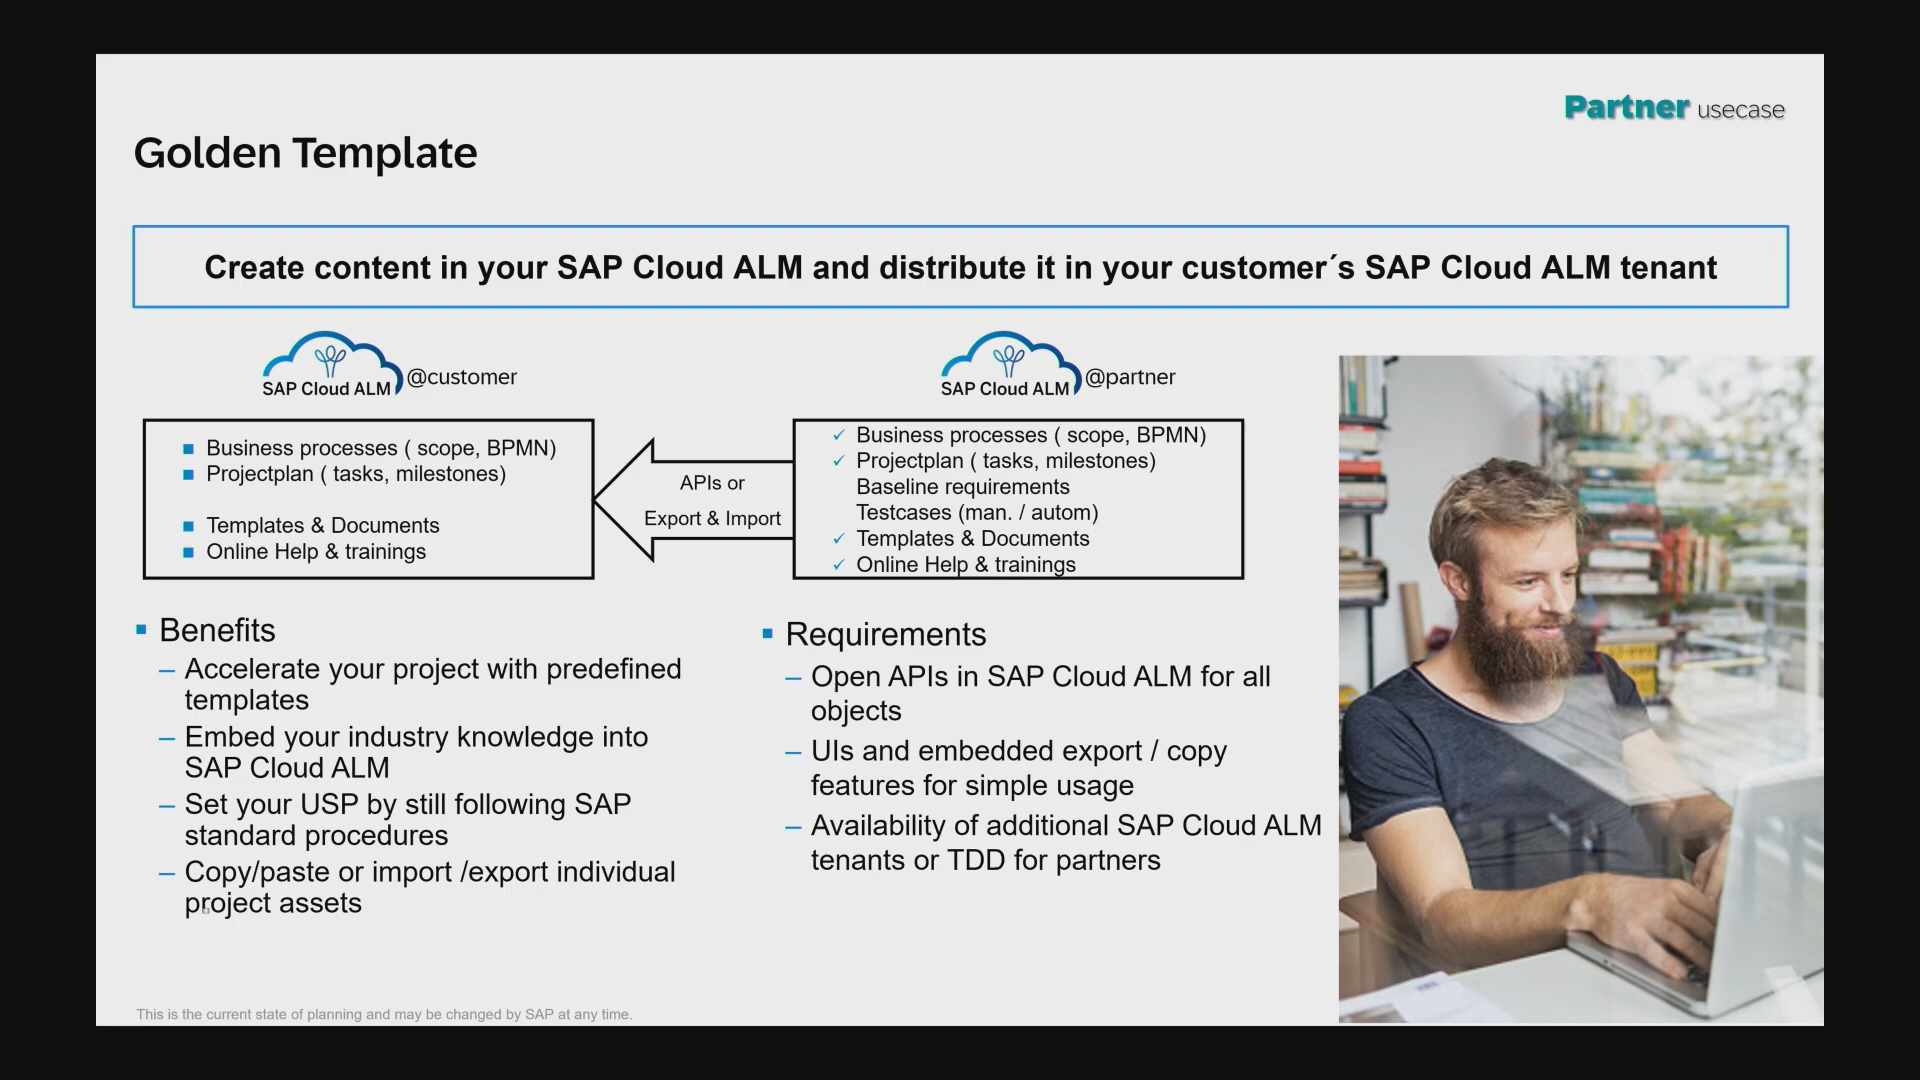 Partner usecase
Golden Template
Create content in your SAP Cloud ALM and distribute it in your customer´s SAP Cloud ALM tenant
SAP Cloud ALM @customer
Business processes ( scope, BPMN)
Projectplan ( tasks, milestones)
Templates & Documents
Online Help & trainings
APIs or
Export & Import
SAP Cloud ALM @partner
✓ Business processes ( scope, BPMN)
✓ Projectplan ( tasks, milestones)
Baseline requirements
Testcases (man. / autom)
✓ Templates & Documents
✓ Online Help & trainings
Benefits
– Accelerate your project with predefined
templates
– Embed your industry knowledge into
SAP Cloud ALM
– Set your USP by still following SAP
standard procedures
– Copy/paste or import /export individual
project assets
Requirements
– Open APIs in SAP Cloud ALM for all
objects
– UIs and embedded export / copy
features for simple usage
– Availability of additional SAP Cloud ALM
tenants or TDD for partners
This is the current state of planning and may be changed by SAP at any time.